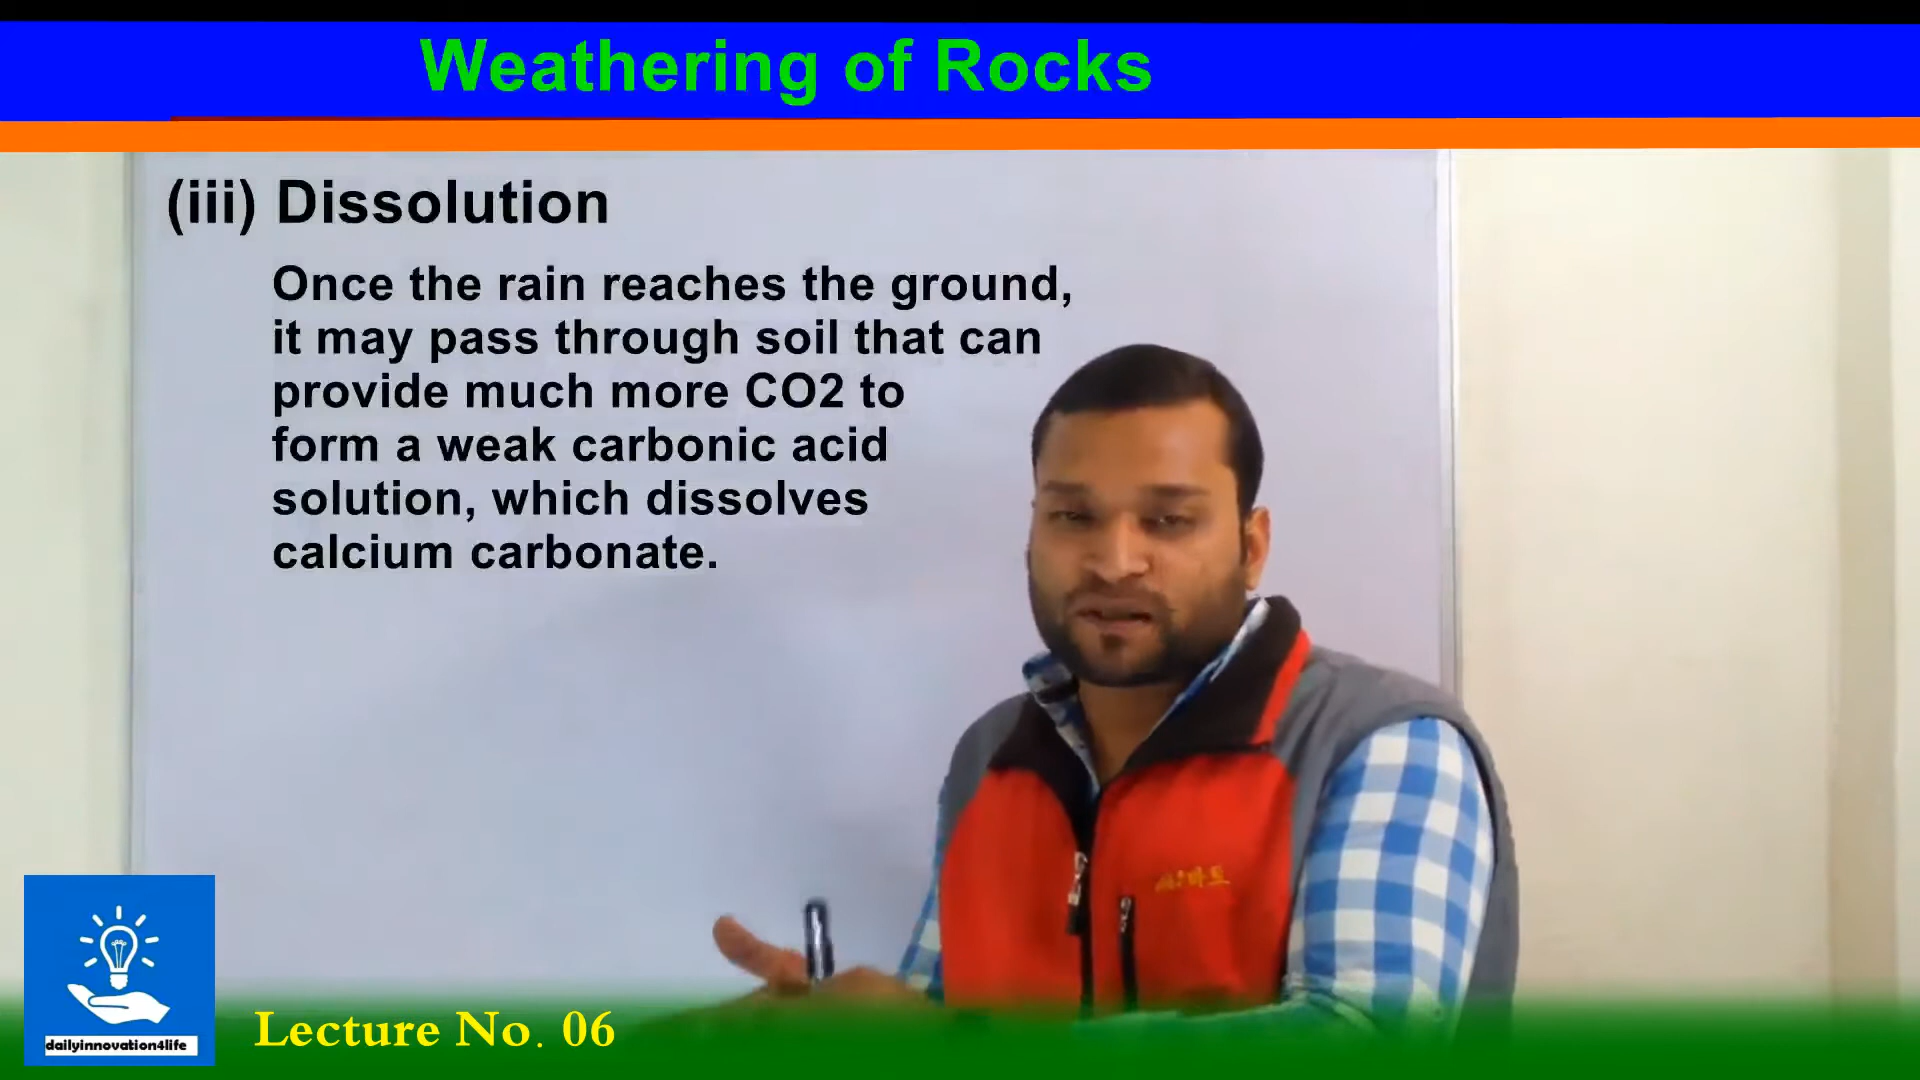 Weathering of Rocks
(iii) Dissolution
Once the rain reaches the ground,
it may pass through soil that can
provide much more CO2 to
form a weak carbonic acid
solution, which dissolves
calcium carbonate.
dailyinnovation4life
Lecture No. 06